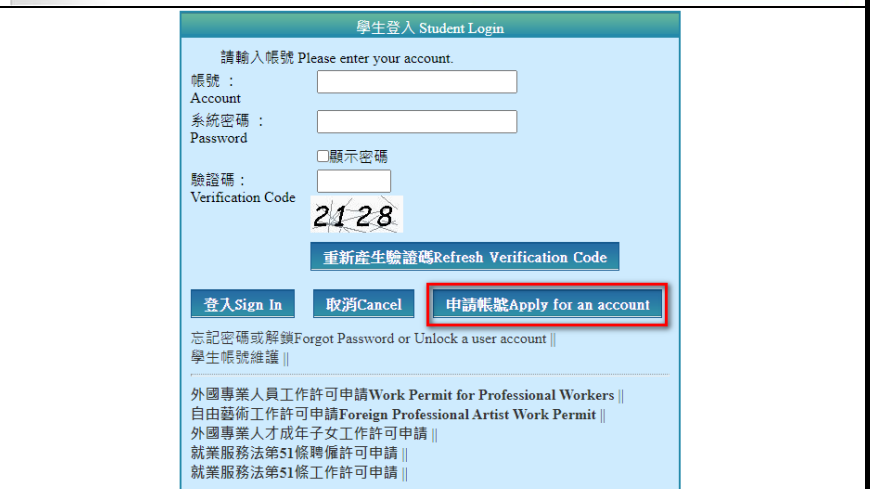 學生登入 Student Login
請輸入帳號 Please enter your account.
帳號 ：
Account
系統密碼 ：
Password
顯示密碼
驗證碼：
Verification Code
2128
重新產生驗證碼Refresh Verification Code
登入Sign In 取消Cancel 申請帳號Apply for an account
忘記密碼或解鎖Forgot Password or Unlock a user account ||
學生帳號維護 ||
外國專業人員工作許可申請Work Permit for Professional Workers ||
自由藝術工作許可申請Foreign Professional Artist Work Permit ||
外國專業人才成年子女工作許可申請 ||
就業服務法第51條聘僱許可申請 ||
就業服務法第51條工作許可申請 ||